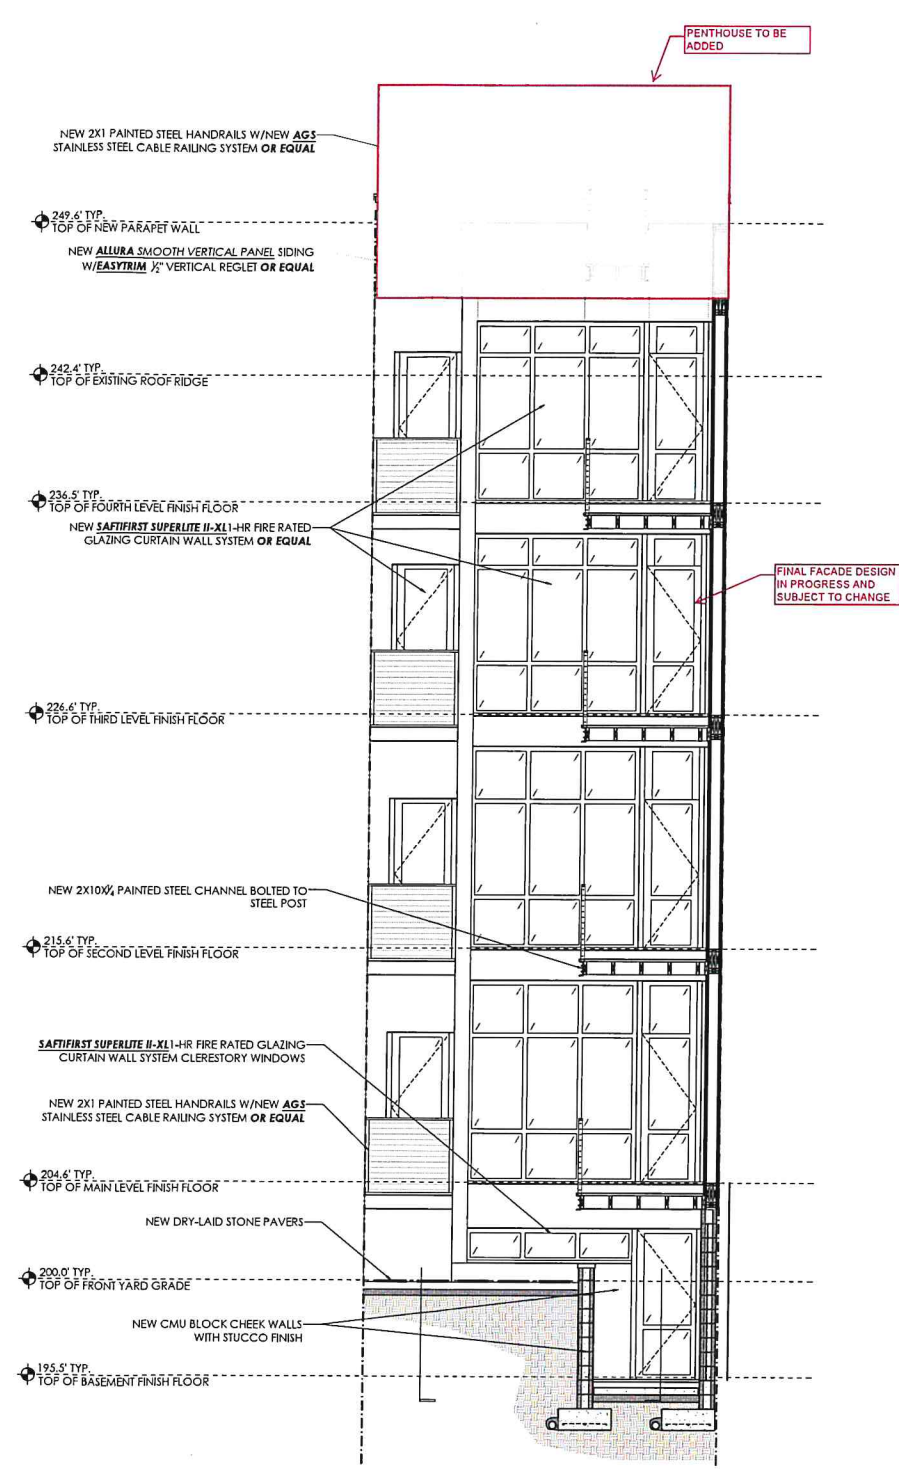 PENTHOUSE TO BE
ADDED
NEW 2X1 PAINTED STEEL HANDRAILS W/NEW AGS
STAINLESS STEEL CABLE RAILING SYSTEM OR EQUAL
249.6' TYP.
TOP OF NEW PARAPET WALL
NEW ALLURA SMOOTH VERTICAL PANEL SIDING
W/EASYTRIM ½" VERTICAL REGLET OR EQUAL
242.4' TYP.
TOP OF EXISTING ROOF RIDGE
236.5' TYP.
TOP OF FOURTH LEVEL FINISH FLOOR
NEW SAFTIFIRST SUPERLITE II-XL 1-HR FIRE RATED
GLAZING CURTAIN WALL SYSTEM OR EQUAL
FINAL FACADE DESIGN
IN PROGRESS AND
SUBJECT TO CHANGE
226.6' TYP.
TOP OF THIRD LEVEL FINISH FLOOR
NEW 2X10X¼ PAINTED STEEL CHANNEL BOLTED TO
STEEL POST
215.6' TYP.
TOP OF SECOND LEVEL FINISH FLOOR
SAFTIFIRST SUPERLITE II-XL 1-HR FIRE RATED GLAZING
CURTAIN WALL SYSTEM CLERESTORY WINDOWS
NEW 2X1 PAINTED STEEL HANDRAILS W/NEW AGS
STAINLESS STEEL CABLE RAILING SYSTEM OR EQUAL
204.6' TYP.
TOP OF MAIN LEVEL FINISH FLOOR
NEW DRY-LAID STONE PAVERS
200.0' TYP.
TOP OF FRONT YARD GRADE
NEW CMU BLOCK CHEEK WALLS
WITH STUCCO FINISH
195.5' TYP.
TOP OF BASEMENT FINISH FLOOR